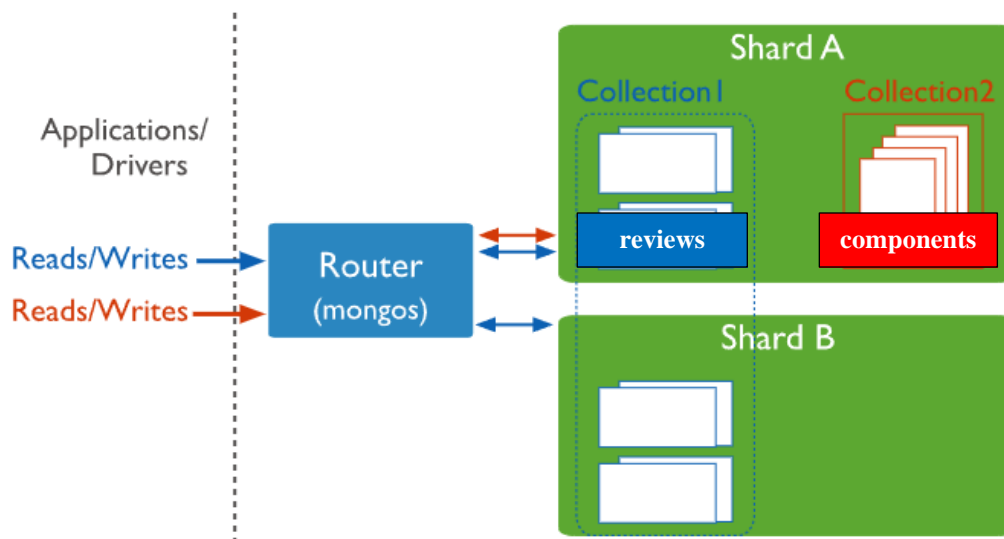 Shard A
Collection1
Collection2
Applications/
Drivers
reviews
components
Reads/Writes
Reads/Writes
Router
(mongos)
Shard B